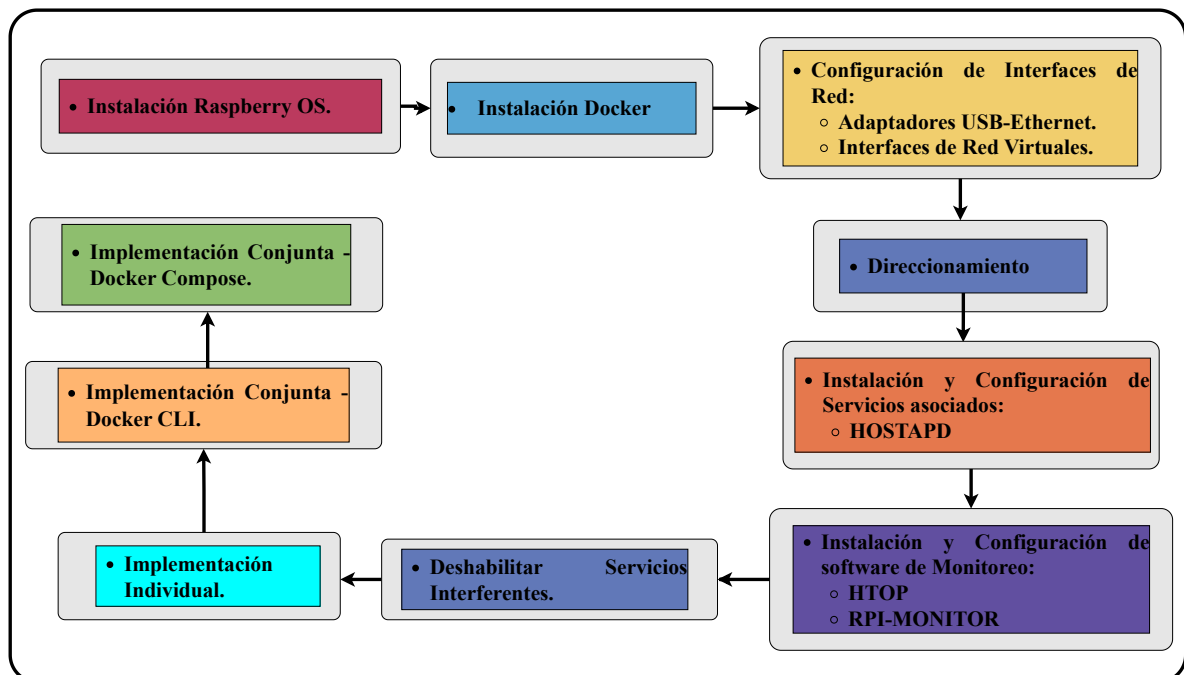 • Instalación Raspberry OS.
• Instalación Docker
• Configuración de Interfaces de
Red:
○ Adaptadores USB-Ethernet.
○ Interfaces de Red Virtuales.
• Direccionamiento
• Instalación y Configuración de
Servicios asociados:
○ HOSTAPD
• Instalación y Configuración de
software de Monitoreo:
○ HTOP
○ RPI-MONITOR
• Deshabilitar Servicios
Interferentes.
• Implementación
Individual.
• Implementación Conjunta -
Docker CLI.
• Implementación Conjunta -
Docker Compose.